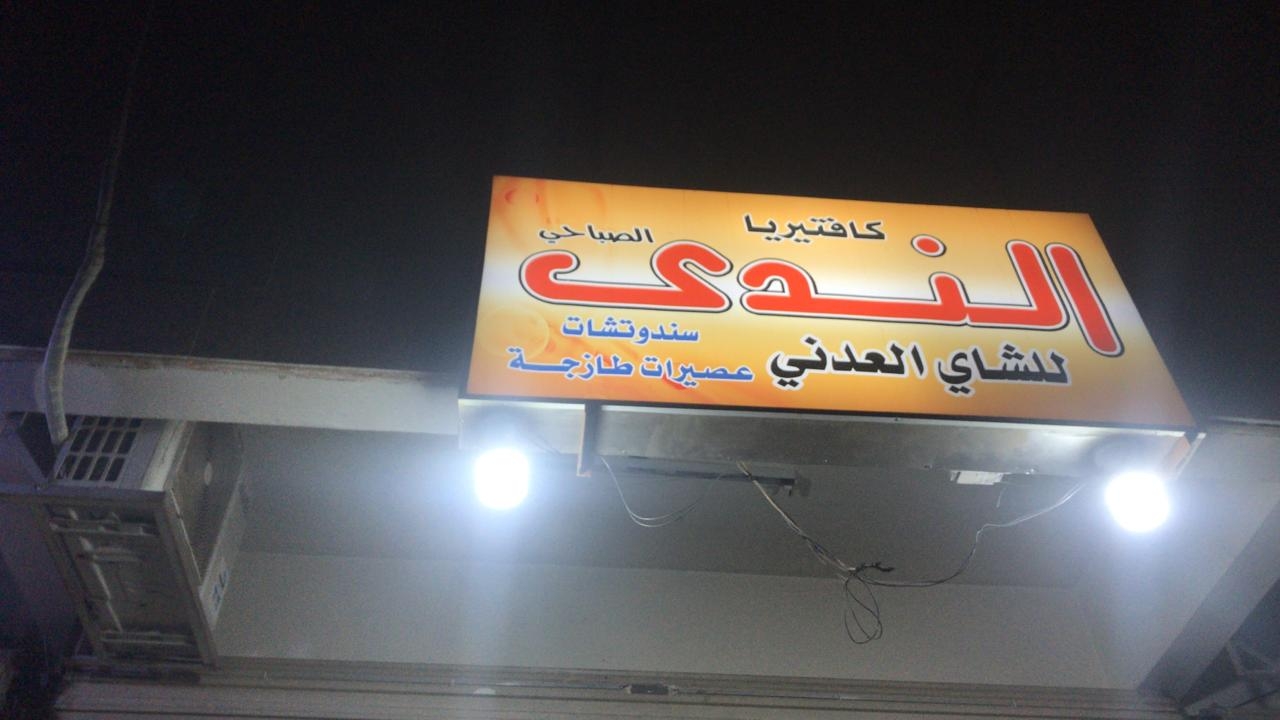 كافتيريا
الندى
الصباحي
للشاي العدني
سندوتشات
عصيرات طازجة